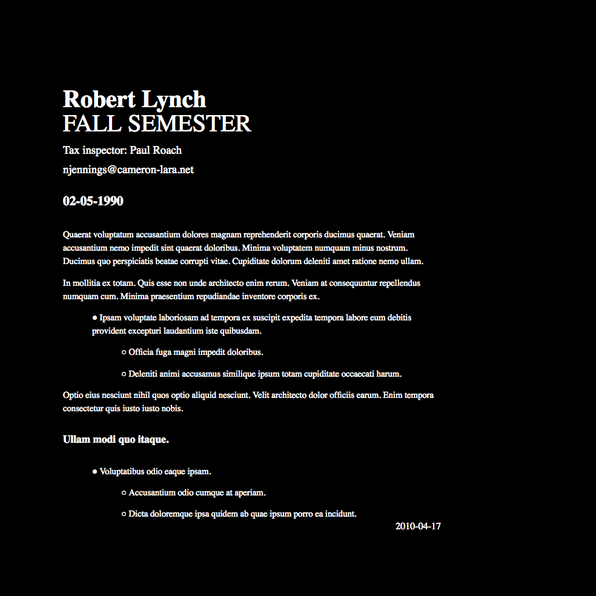 Robert Lynch
FALL SEMESTER
Tax inspector: Paul Roach
njennings@cameron-lara.net
02-05-1990
Quaerat voluptatum accusantium dolores magnam reprehenderit corporis ducimus quaerat. Veniam
accusantium nemo impedit sint quaerat doloribus. Minima voluptatem numquam minus nostrum.
Ducimus quo perspiciatis beatae corrupti vitae. Cupiditate dolorum deleniti amet ratione nemo ullam.
In mollitia ex totam. Quis esse non unde architecto enim rerum. Veniam at consequuntur repellendus
numquam cum. Minima praesentium repudiandae inventore corporis ex.
● Ipsam voluptate laboriosam ad tempora ex suscipit expedita tempora labore eum debitis
provident excepturi laudantium iste quibusdam.
○ Officia fuga magni impedit doloribus.
○ Deleniti animi accusamus similique ipsum totam cupiditate occaecati harum.
Optio eius nesciunt nihil quos optio aliquid nesciunt. Velit architecto dolor officiis earum. Enim tempora
consectetur quis iusto iusto nobis.
Ullam modi quo itaque.
● Voluptatibus odio eaque ipsam.
○ Accusantium odio cumque at aperiam.
○ Dicta doloremque ipsa quidem ab quae ipsum porro ea incidunt.
2010-04-17